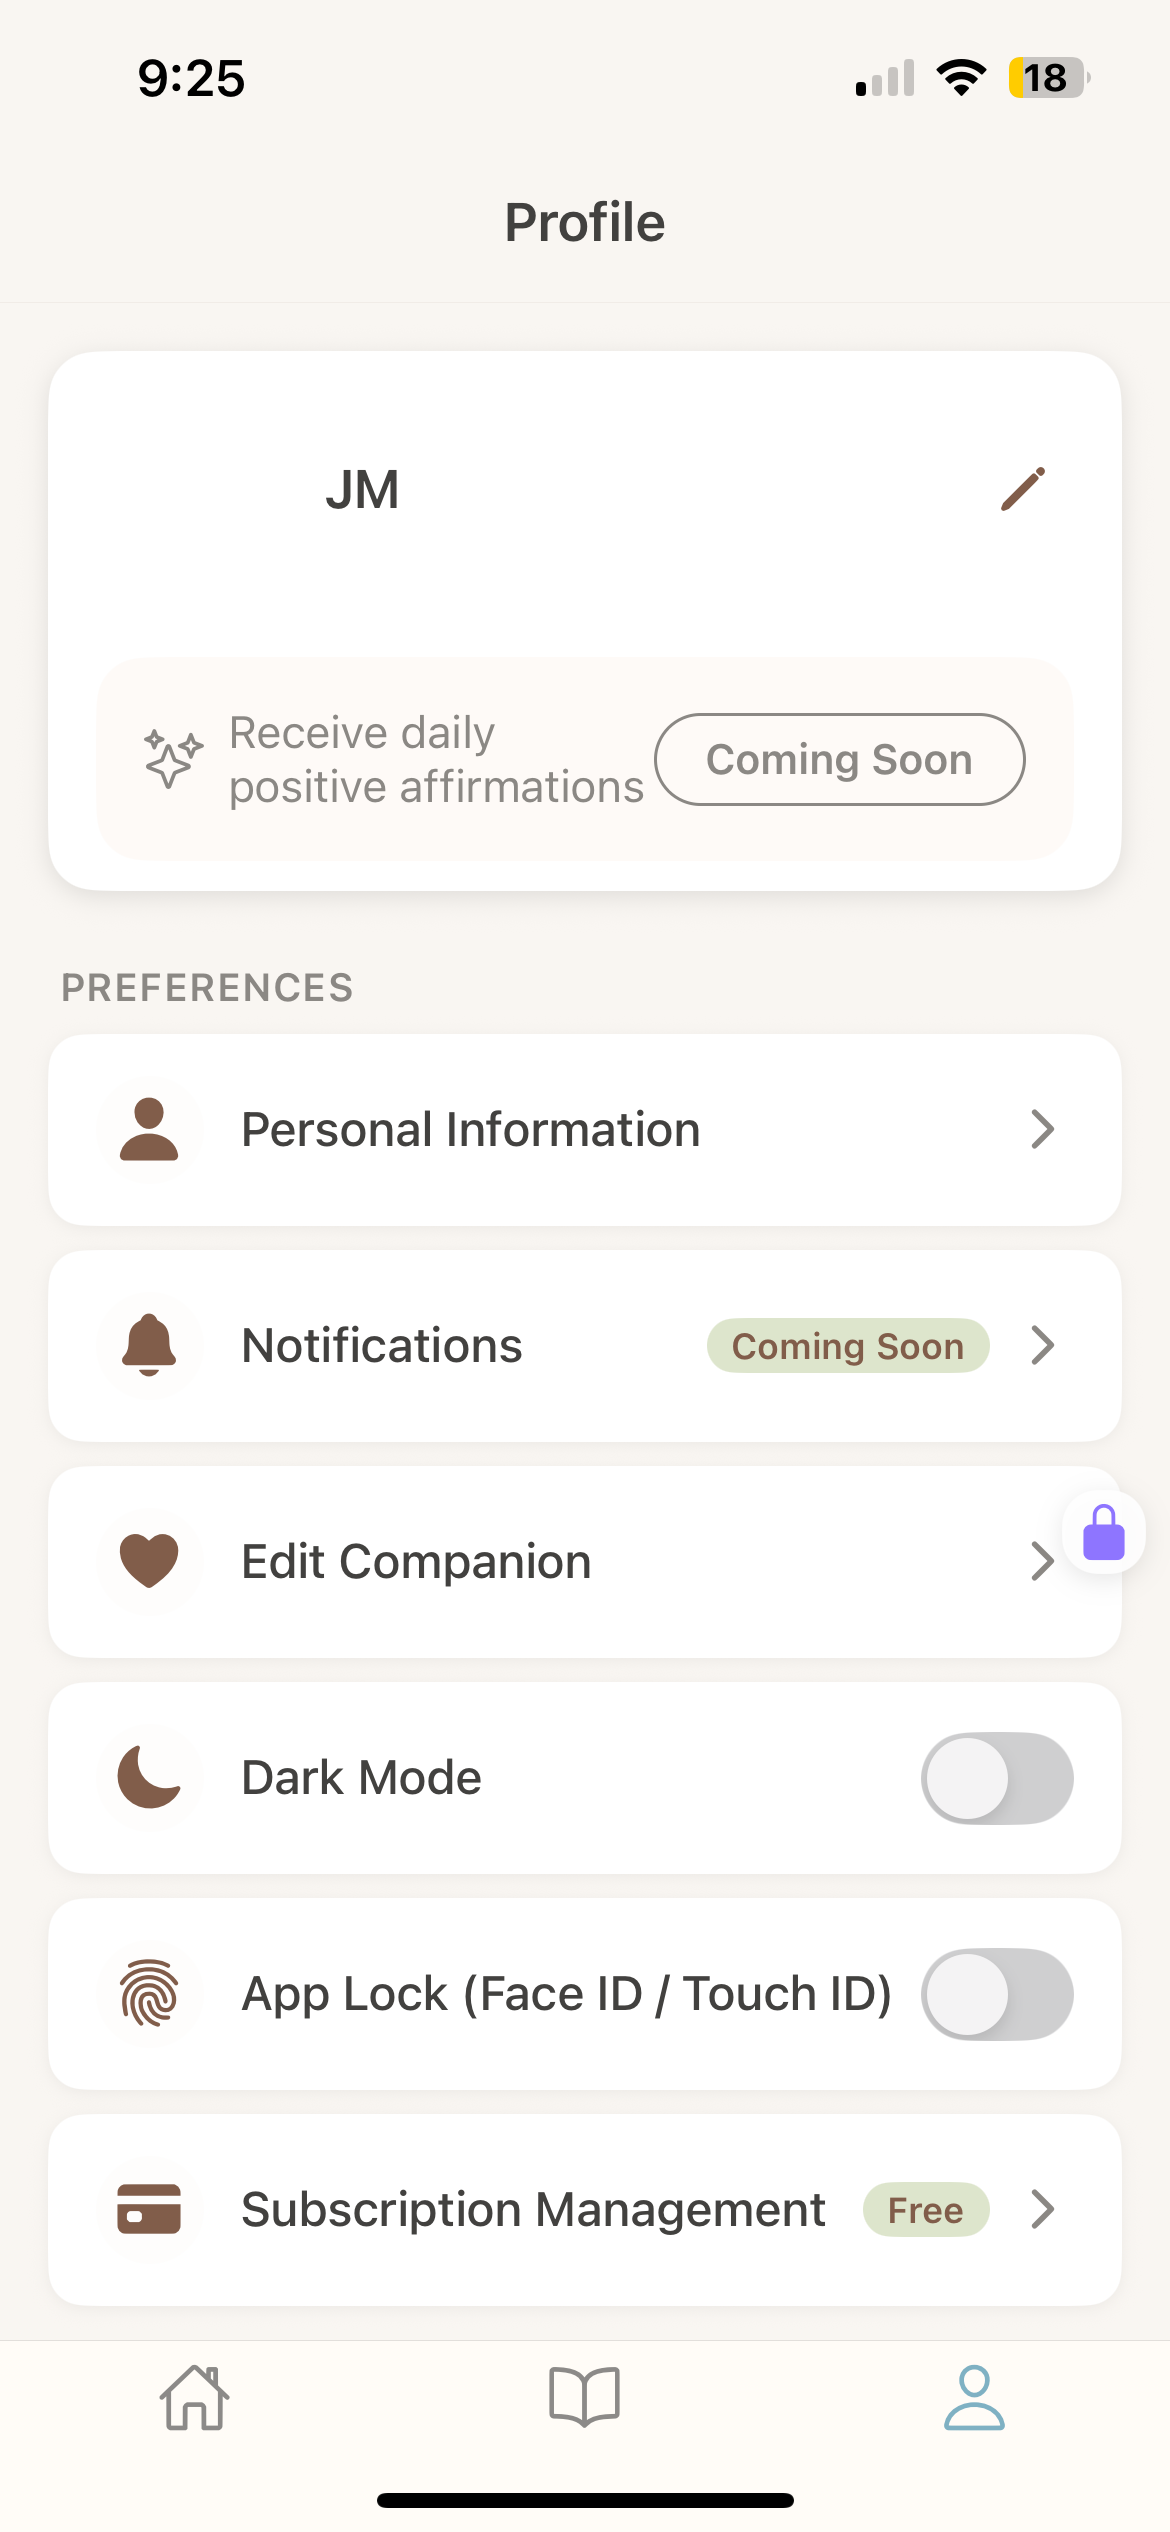 9:25
18
Profile
JM
Receive daily
positive affirmations
Coming Soon
PREFERENCES
Personal Information
Notifications
Coming Soon
Edit Companion
Dark Mode
App Lock (Face ID / Touch ID)
Subscription Management
Free